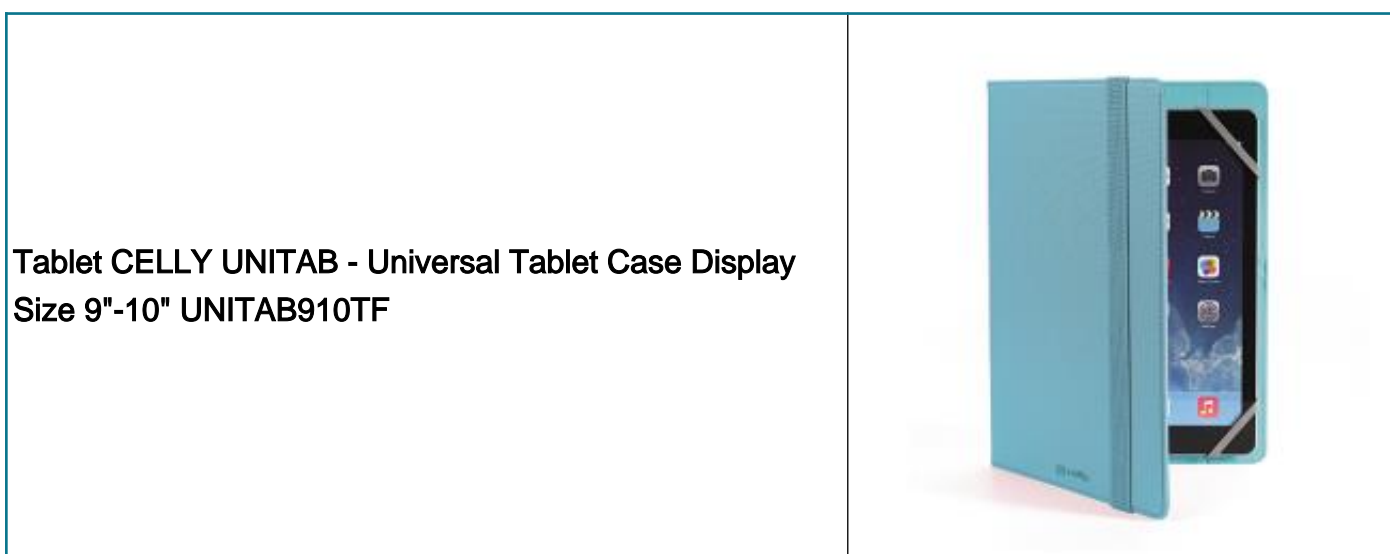 Tablet CELLY UNITAB - Universal Tablet Case Display
Size 9"-10" UNITAB910TF